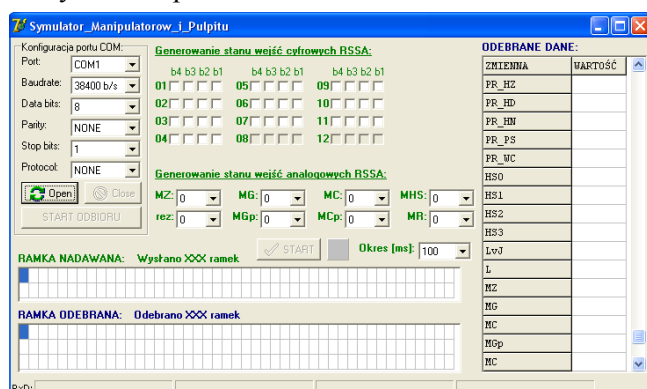 Symulator_Manipulatorow_i_Pulpitu
Konfiguracja portu COM:
Port: COM1
Baudrate: 38400 b/s
Data bits: 8
Parity: NONE
Stop bits: 1
Protocol: NONE
Open Close
START ODBIORU
Generowanie stanu wejść cyfrowych RSSA:
b4 b3 b2 b1 b4 b3 b2 b1 b4 b3 b2 b1
01 05 09
02 06 10
03 07 11
04 08 12
Generowanie stanu wejść analogowych RSSA:
MZ: 0 MG: 0 MC: 0 MHS: 0
rez: 0 MGp: 0 MCp: 0 MR: 0
START Okres [ms]: 100
RAMKA NADAWANA: Wysłano XXX ramek
RAMKA ODEBRANA: Odebrano XXX ramek
ODEBRANE DANE:
ZMIENNA WARTOŚĆ
PR_HZ
PR_HD
PR_HN
PR_PS
PR_WC
HS0
HS1
HS2
HS3
LvJ
L
MZ
MG
MC
MGp
MC
RxD: